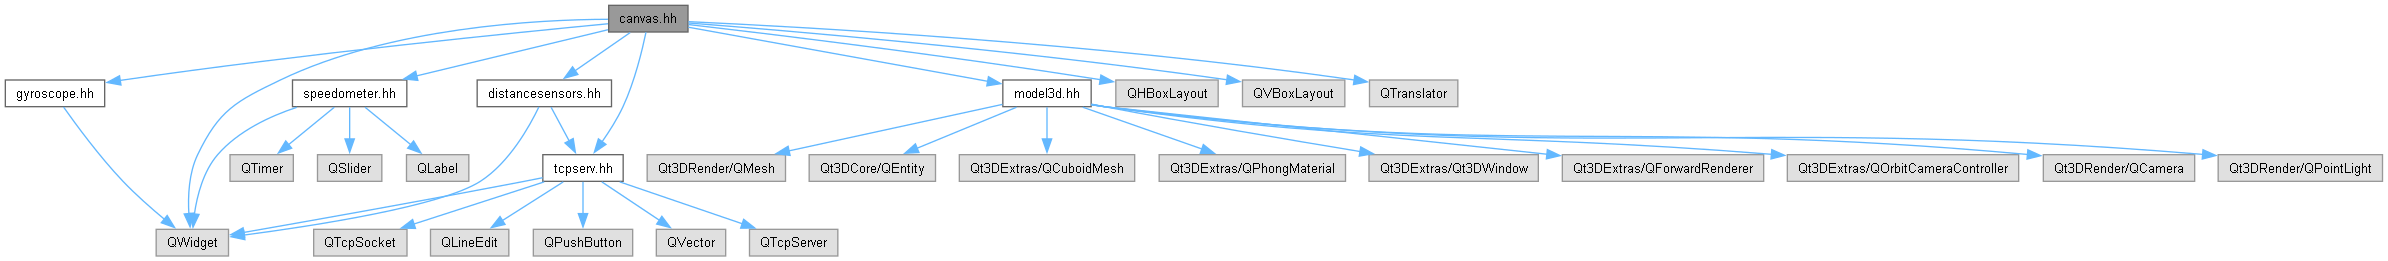 canvas.hh
gyroscope.hh
speedometer.hh
distancesensors.hh
model3d.hh
QHBoxLayout
QVBoxLayout
QTranslator
QTimer
QSlider
QLabel
tcpserv.hh
Qt3DRender/QMesh
Qt3DCore/QEntity
Qt3DExtras/QCuboidMesh
Qt3DExtras/QPhongMaterial
Qt3DExtras/Qt3DWindow
Qt3DExtras/QForwardRenderer
Qt3DExtras/QOrbitCameraController
Qt3DRender/QCamera
Qt3DRender/QPointLight
QWidget
QTcpSocket
QLineEdit
QPushButton
QVector
QTcpServer